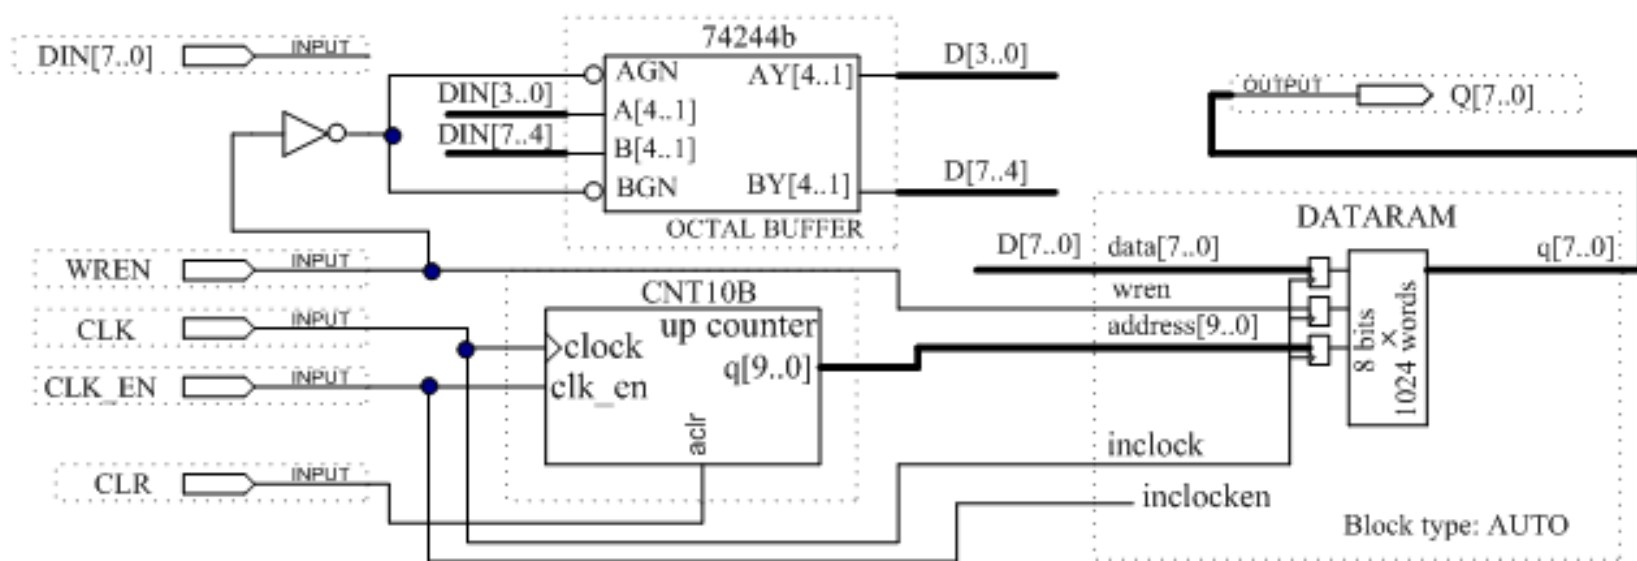 DIN[7..0] INPUT
74244b
AGN AY[4..1] D[3..0]
DIN[3..0] A[4..1]
DIN[7..4] B[4..1]
BGN BY[4..1] D[7..4]
OCTAL BUFFER
OUTPUT Q[7..0]
WREN INPUT
CLK INPUT
CLK_EN INPUT
CLR INPUT
CNT10B
up counter
clock
q[9..0]
clk_en
aclr
DATARAM
D[7..0] data[7..0] q[7..0]
wren
address[9..0]
8 bits
×
1024 words
inclock
inclocken
Block type: AUTO